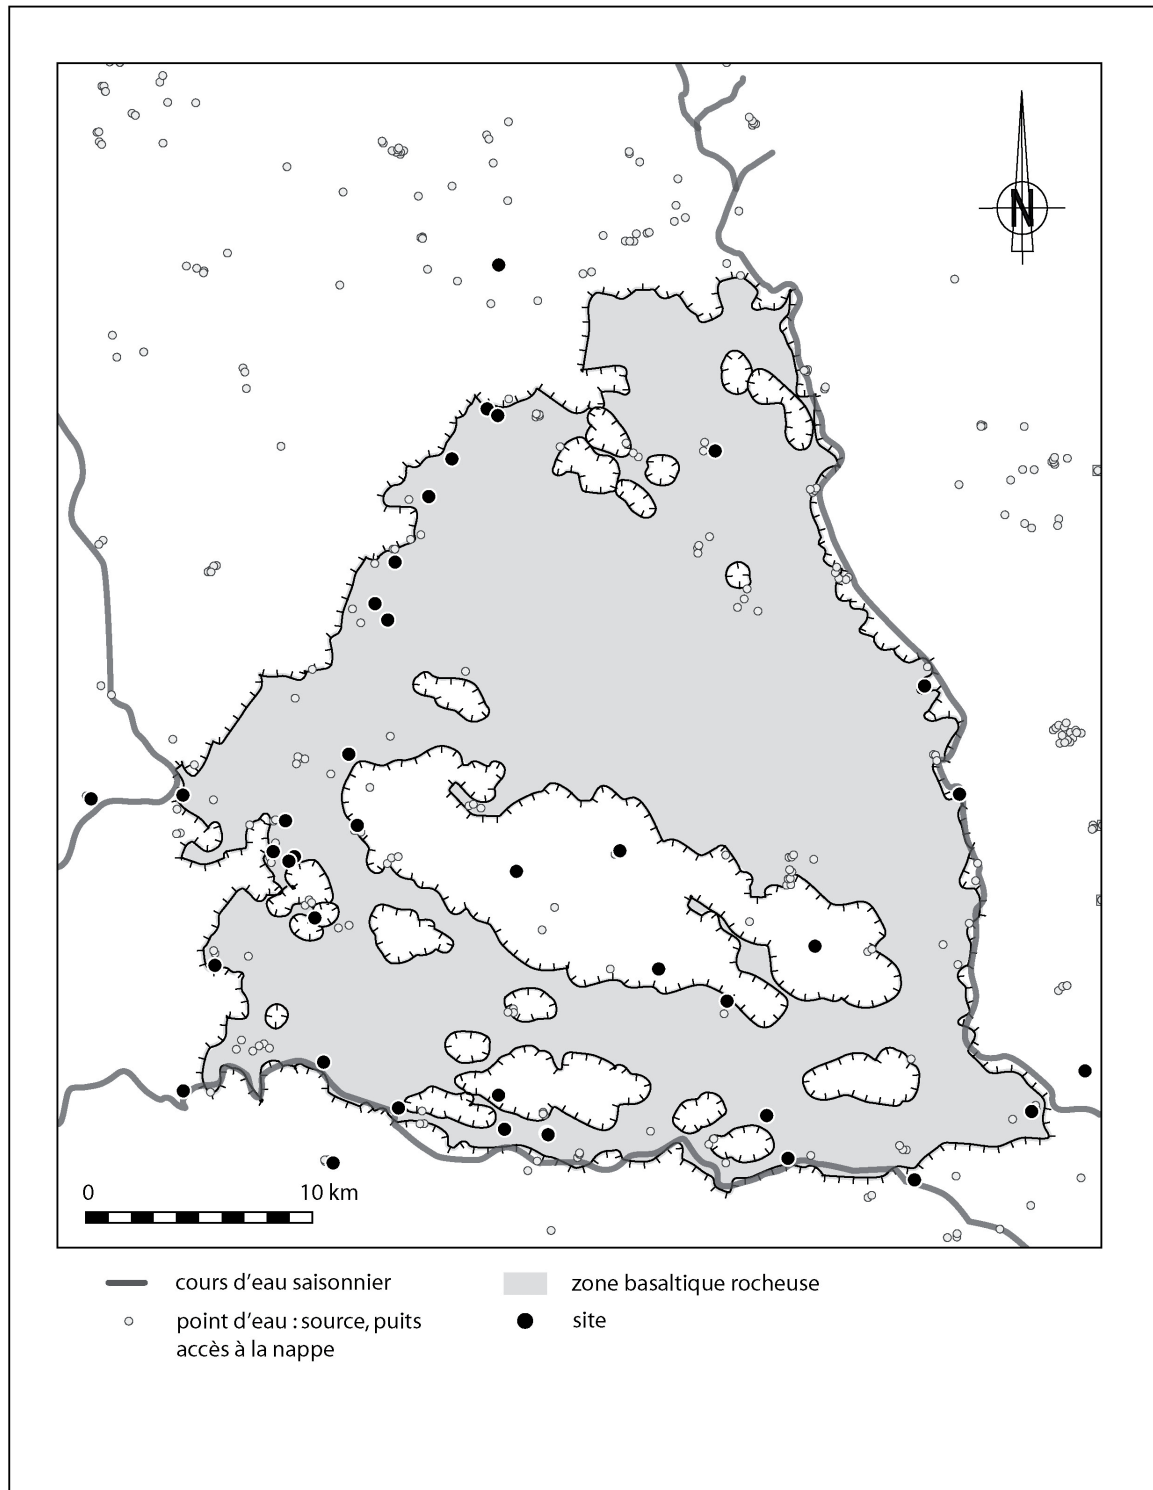 N
0 10 km
cours d'eau saisonnier
zone basaltique rocheuse
point d'eau : source, puits
accès à la nappe
site